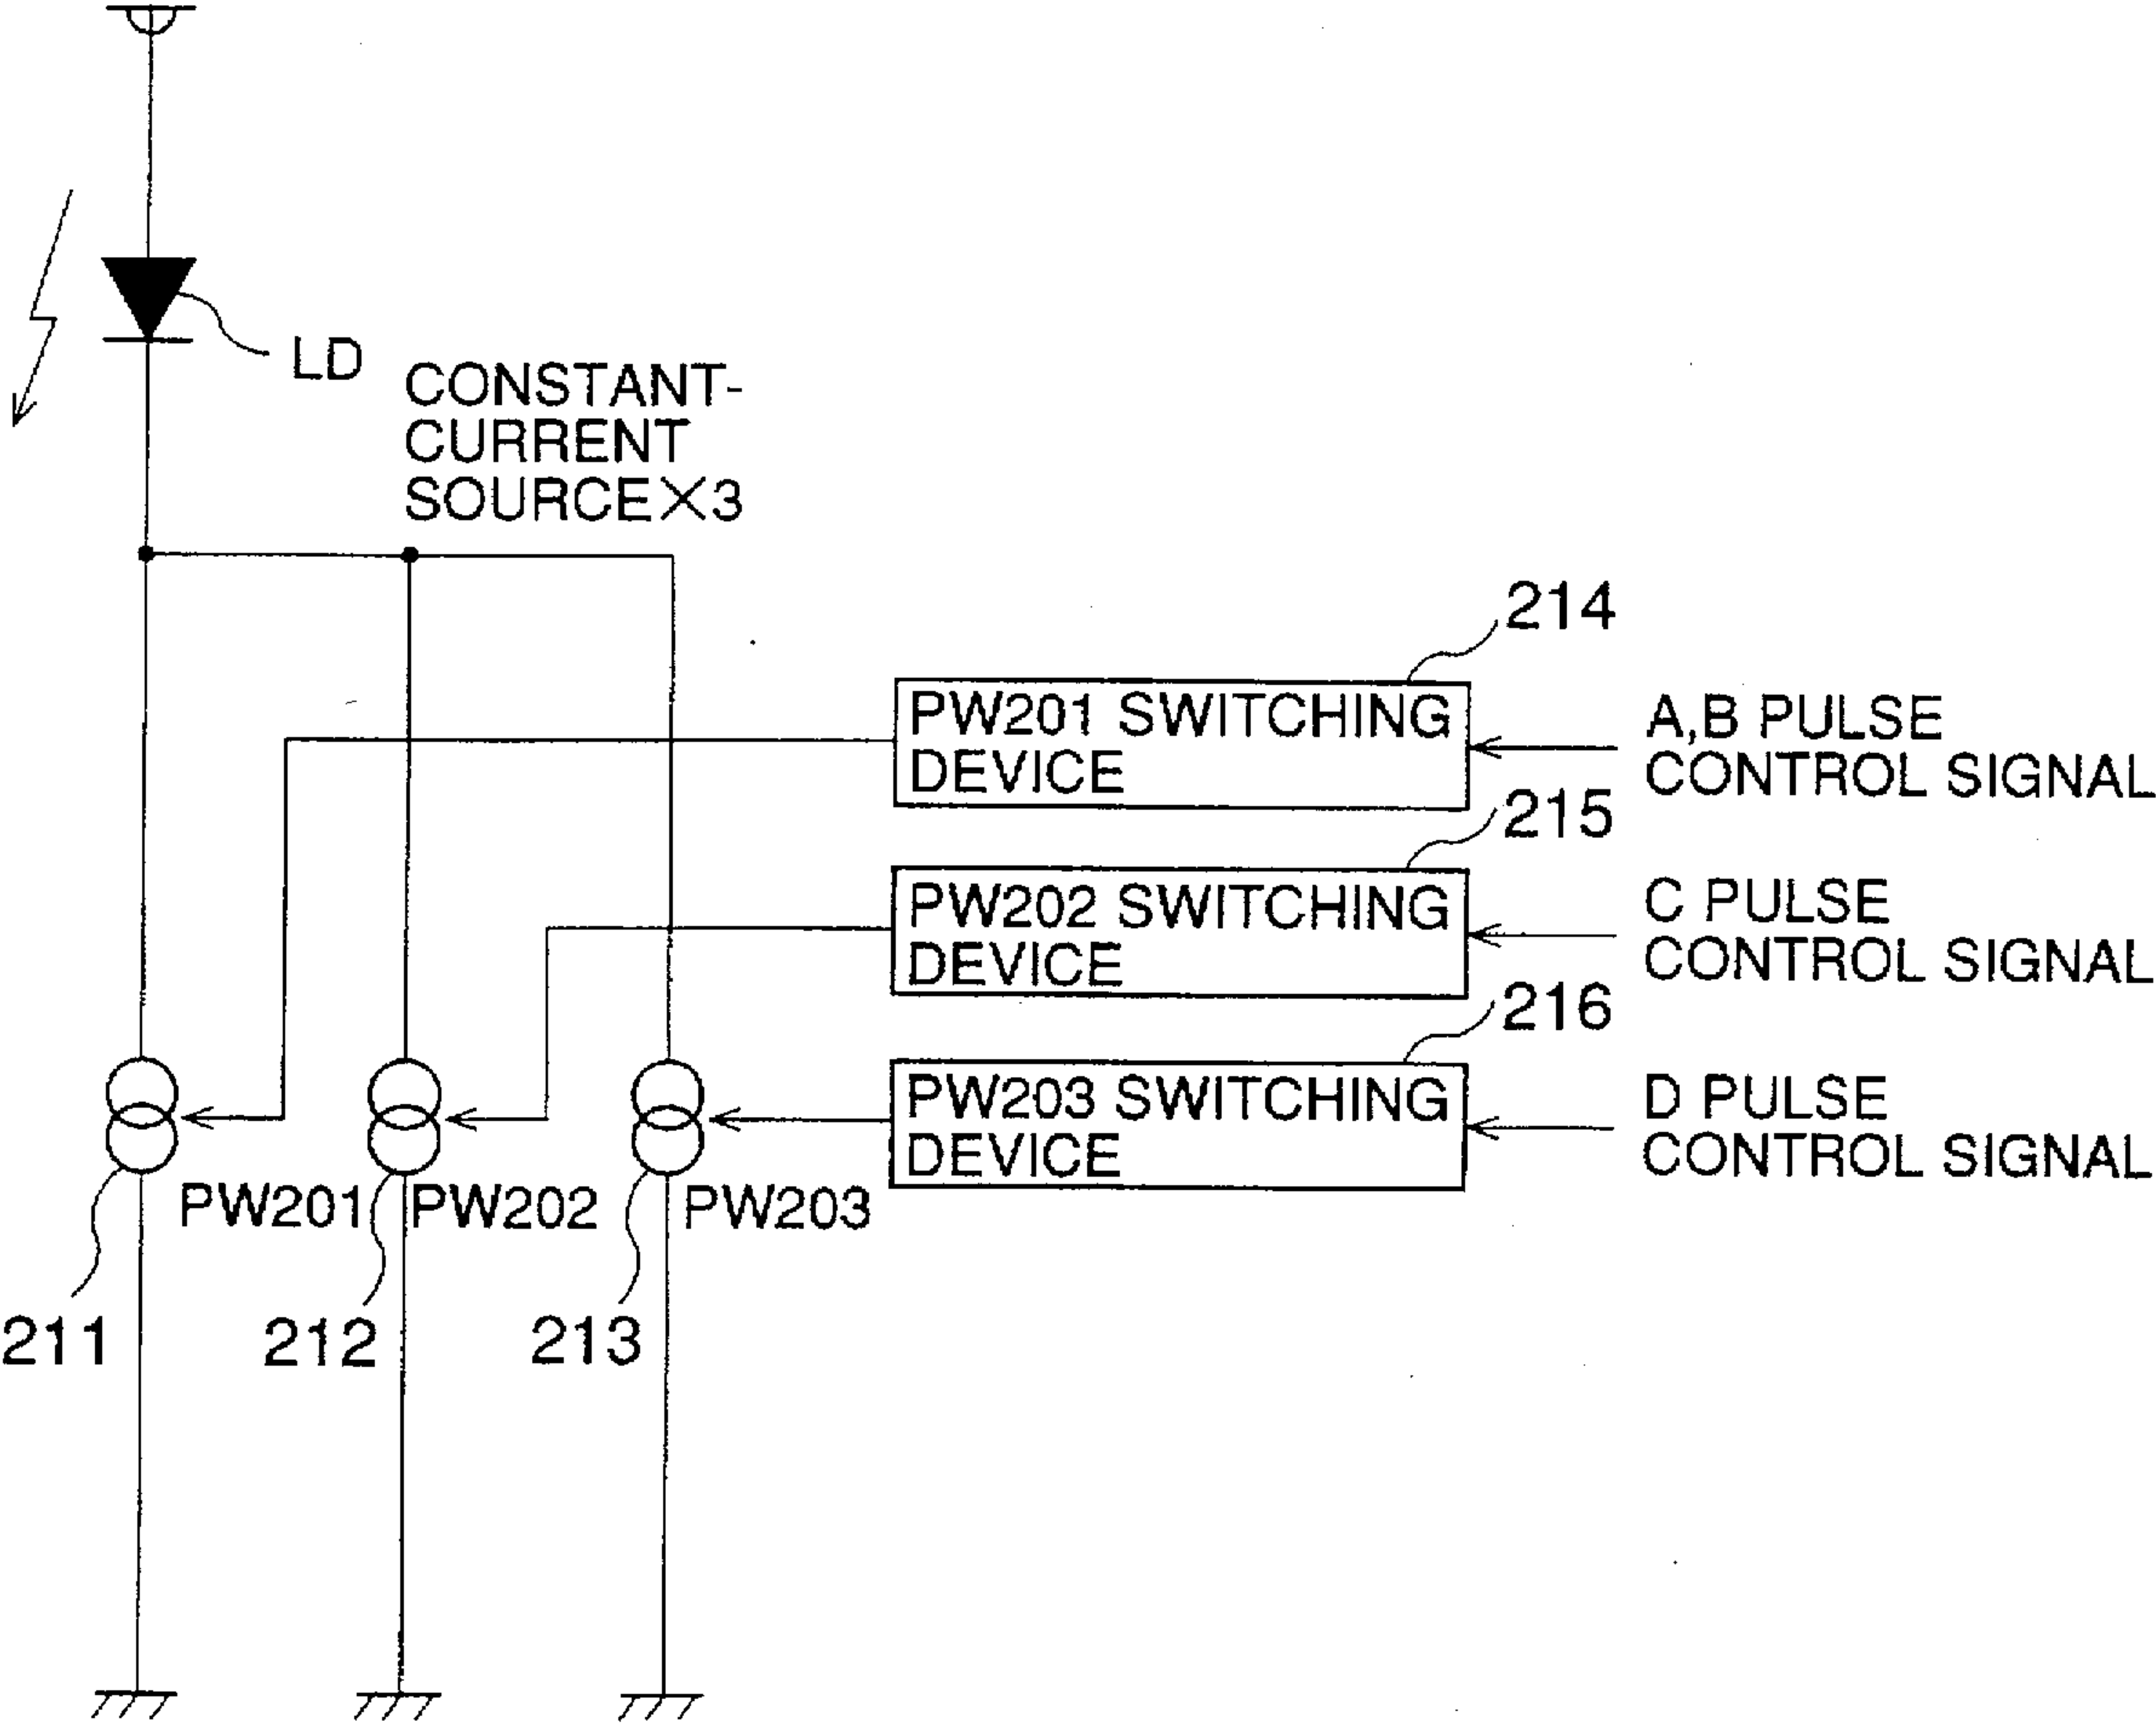 LD
CONSTANT-
CURRENT
SOURCE×3
214
PW201 SWITCHING
DEVICE
A,B PULSE
CONTROL SIGNAL
215
PW202 SWITCHING
DEVICE
C PULSE
CONTROL SIGNAL
216
PW203 SWITCHING
DEVICE
D PULSE
CONTROL SIGNAL
PW201
PW202
PW203
211
212
213